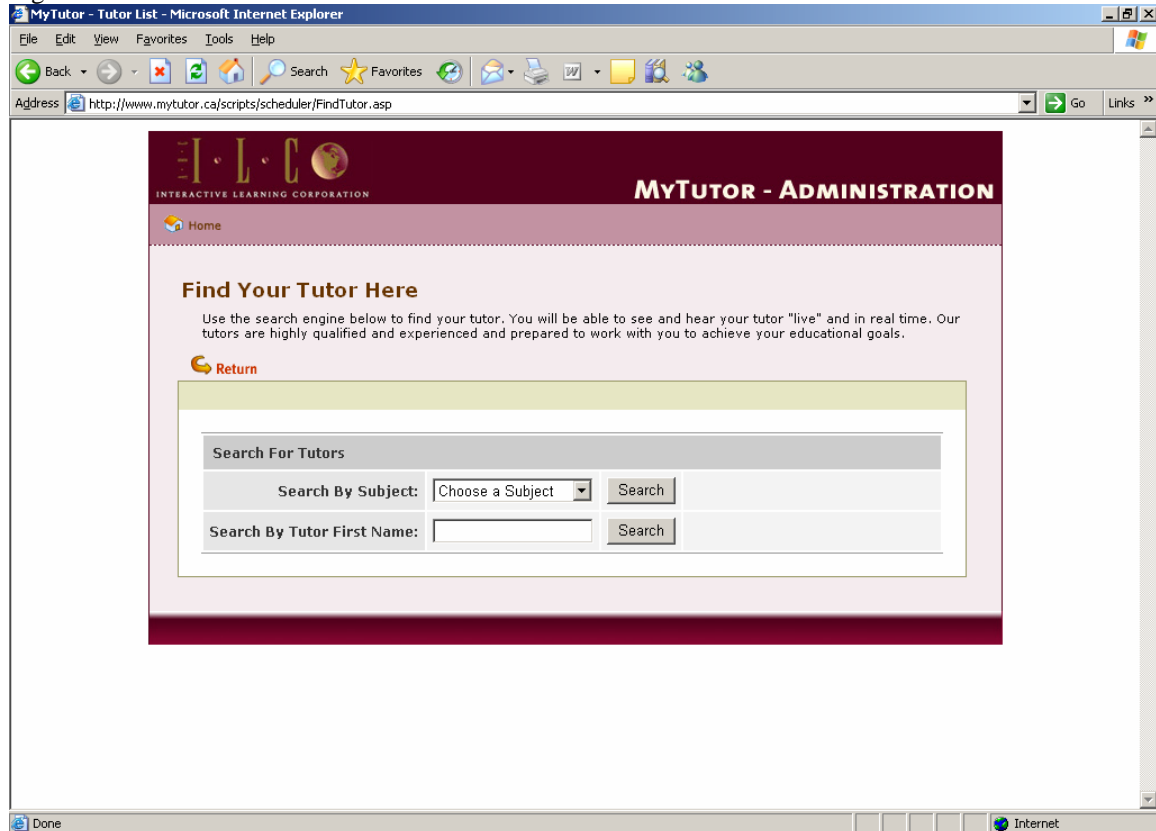 MyTutor - Tutor List - Microsoft Internet Explorer
File Edit View Favorites Tools Help
Back Search Favorites
Address http://www.mytutor.ca/scripts/scheduler/FindTutor.asp Go Links »
I·L·C
INTERACTIVE LEARNING CORPORATION
MYTUTOR - ADMINISTRATION
Home
Find Your Tutor Here
Use the search engine below to find your tutor. You will be able to see and hear your tutor "live" and in real time. Our
tutors are highly qualified and experienced and prepared to work with you to achieve your educational goals.
Return
Search For Tutors
Search By Subject: Choose a Subject Search
Search By Tutor First Name: Search
Done Internet